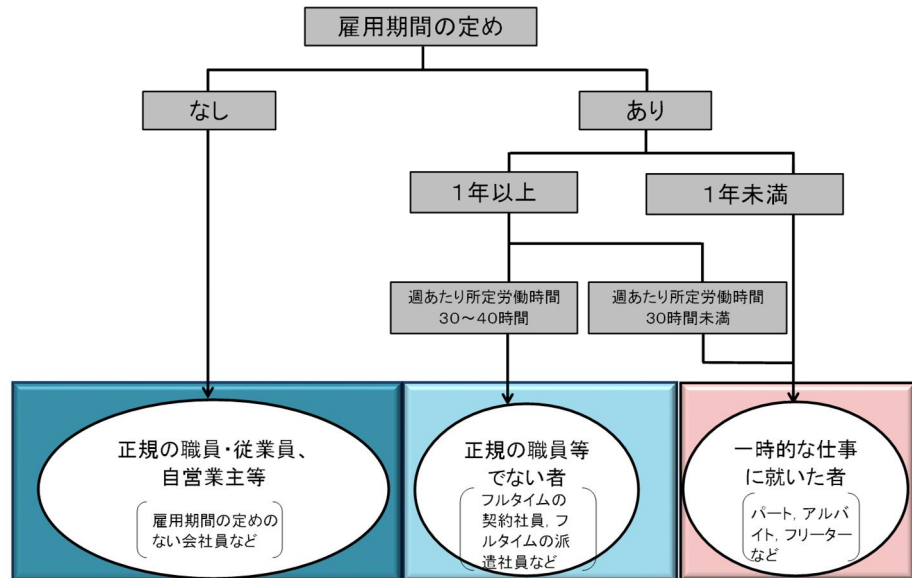 雇用期間の定め
なし
あり
1年以上
1年未満
週あたり所定労働時間
30～40時間
週あたり所定労働時間
30時間未満
正規の職員・従業員、
自営業主等
雇用期間の定めの
ない会社員など
正規の職員等
でない者
フルタイムの
契約社員, フ
ルタイムの派
遣社員など
一時的な仕事
に就いた者
パート, アルバ
イト, フリーター
など